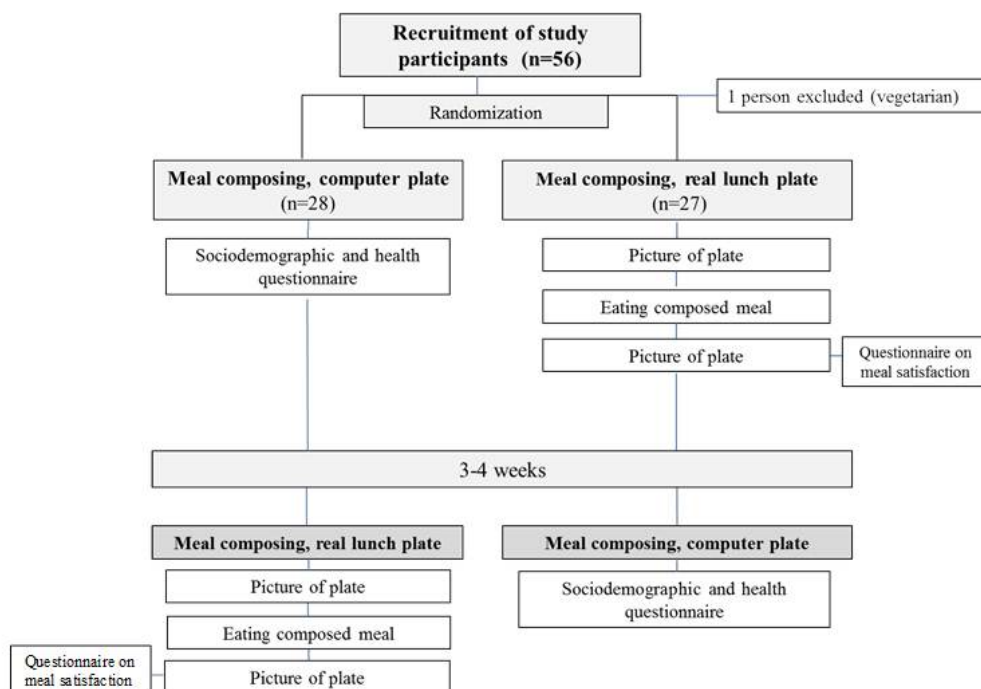 Recruitment of study
participants (n=56)
1 person excluded (vegetarian)
Randomization
Meal composing, computer plate
(n=28)
Meal composing, real lunch plate
(n=27)
Sociodemographic and health
questionnaire
Picture of plate
Eating composed meal
Picture of plate
Questionnaire on
meal satisfaction
3-4 weeks
Meal composing, real lunch plate
Meal composing, computer plate
Picture of plate
Sociodemographic and health
questionnaire
Eating composed meal
Questionnaire on
meal satisfaction
Picture of plate